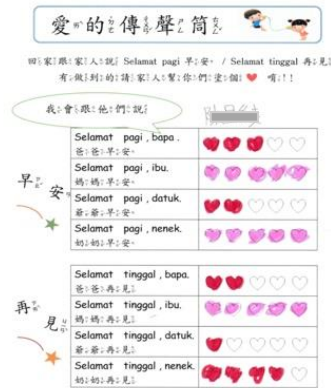 愛的傳聲筒
回家跟家人說 Selamat pagi 早安。 / Selamat tinggal 再見
有做到的請家人幫你們塗個 ❤ 唷!!
我會跟他們說
早安
Selamat pagi , bapa .
爸爸早安。
Selamat pagi , ibu.
媽媽早安。
Selamat pagi , datuk.
爺爺早安。
Selamat pagi , nenek.
奶奶早安。
再見
Selamat tinggal , bapa.
爸爸再見。
Selamat tinggal , ibu.
媽媽再見。
Selamat tinggal , datuk.
爺爺再見。
Selamat tinggal , nenek.
奶奶再見。